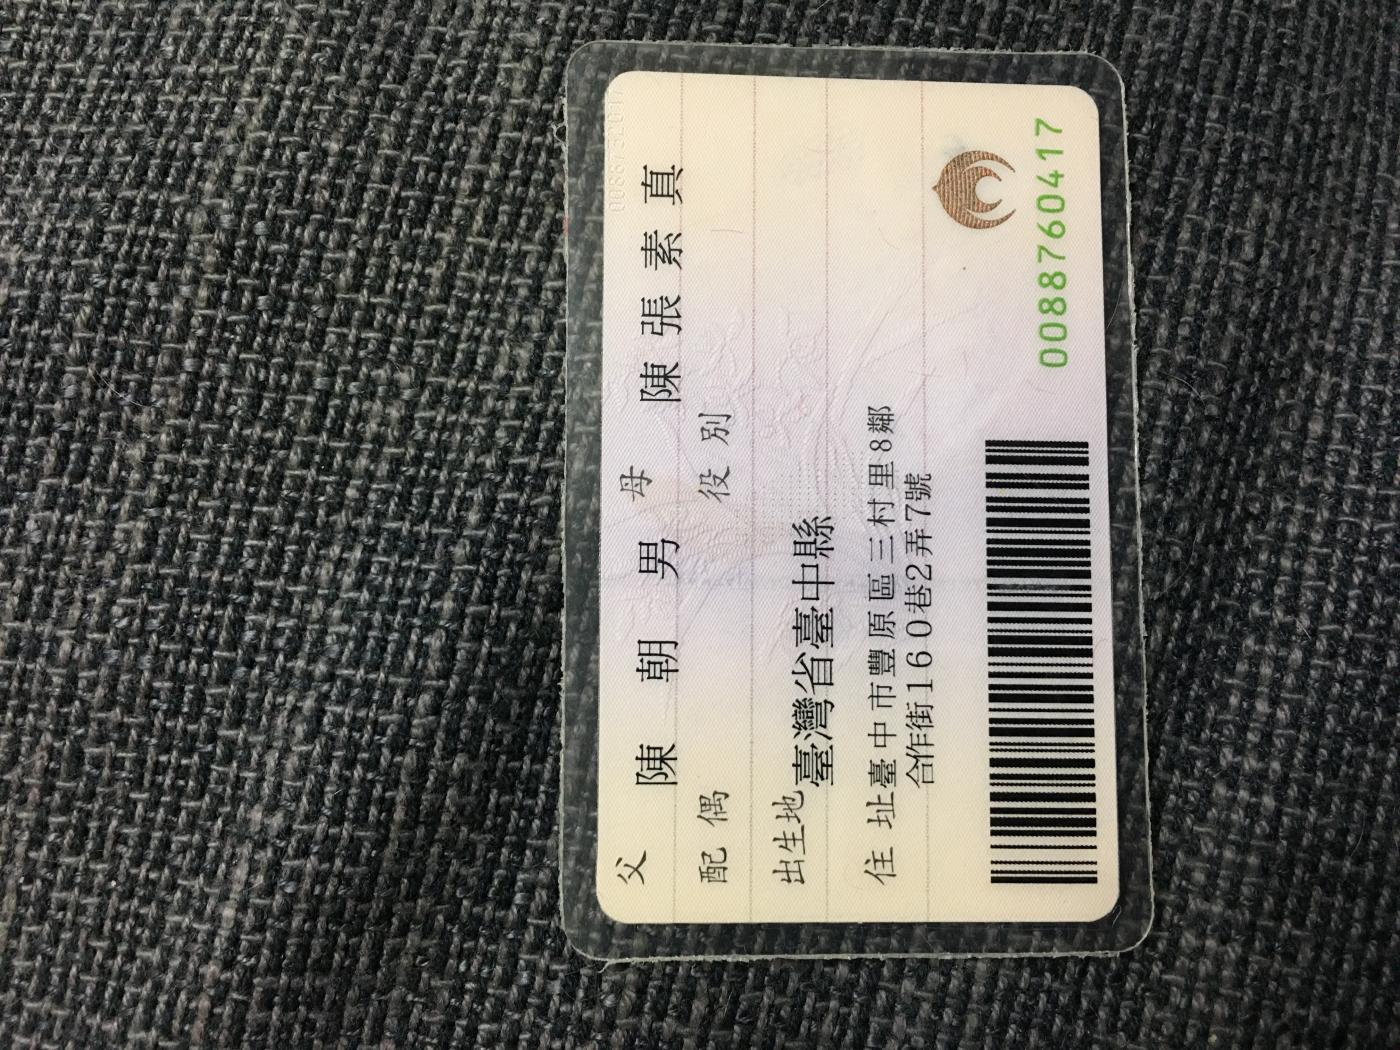 父 陳朝男 母 陳張素真
配偶 役別
出生地 臺灣省臺中縣
住址 臺中市豐原區三村里8鄰
合作街160巷2弄7號
0088760417